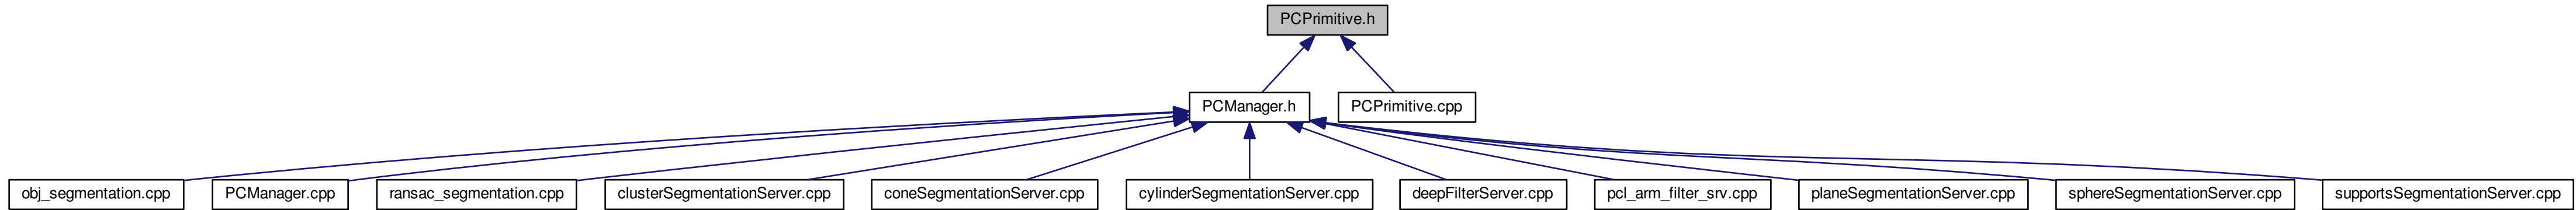 PCPrimitive.h
PCManager.h
PCPrimitive.cpp
obj_segmentation.cpp
PCManager.cpp
ransac_segmentation.cpp
clusterSegmentationServer.cpp
coneSegmentationServer.cpp
cylinderSegmentationServer.cpp
deepFilterServer.cpp
pcl_arm_filter_srv.cpp
planeSegmentationServer.cpp
sphereSegmentationServer.cpp
supportsSegmentationServer.cpp